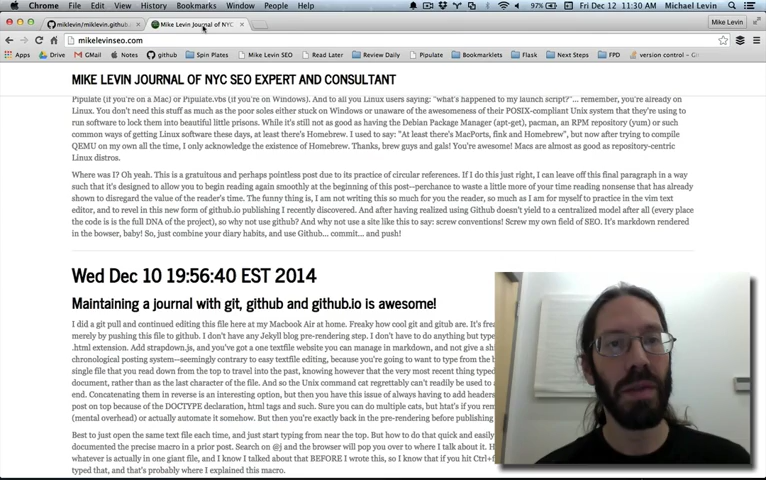 Chrome File Edit View History Bookmarks Window People Help 97% Fri Dec 12 11:30 AM Michael Levin
miklevin/miklevin.github. Mike Levin Journal of NYC Mike Levin
mikelevinseo.com
Apps Spin Plates GMail Notes github Spin Plates Mike Levin SEO Read Later Review Daily Pipulate Bookmarklets Flash Next Steps FPD version control - Gi
MIKE LEVIN JOURNAL OF NYC SEO EXPERT AND CONSULTANT
Pipulate (if you're on a Mac) or Pipulate.vbs (if you're on Windows). And to all you Linux users saying: "what's happened to my launch script?"... remember, you're already on
Linux. You don't need this stuff as much as the poor soles either stuck on Windows or unaware of the awesomeness of their POSIX-compliant Unix system that they're using
to run software to lock them into beautiful little prisons. While it's still not as good as having the Debian Package Manager (apt-get), pacman, an RPM repository (yum) or such
common ways of getting Linux software these days, at least there's Homebrew. I used to say: "At least there's MacPorts, fink and Homebrew", but now after trying to compile
QEMU on my own all the time, I only acknowledge the existence of Homebrew. Thanks, brew guys and gals! You're awesome! Macs are almost as good as repository-centric
Linux distros.
Where was I? Oh yeah. This is a gratuitous and perhaps pointless post due to its practice of circular references. If I do this just right, I can leave off this final paragraph in a way
such that it's designed to allow you to begin reading again smoothly at the beginning of this post--perchance to waste a little more of your time reading nonsense that has already
shown to disregard the value of the reader's time. The funny thing is, I am not writing this so much for you the reader, so much as I am for myself to practice in the vim text
editor, and to revel in this new form of github.io publishing I recently discovered. And after having realized using Github doesn't yield to a centralized model after all (every place
the code is is the full DNA of the project), so why not use github? And why not use a site like this to say: screw conventions! Screw my own field of SEO. It's markdown rendered
in the bowser, baby! So, just combine your diary habits, and use Github... commit... and push!
Wed Dec 10 19:56:40 EST 2014
Maintaining a journal with git, github and github.io is awesome!
I did a git pull and continued editing this file here at my Macbook Air at home. Freaky how cool git and gitub are. It's frea
merely by pushing this file to github. I don't have any Jekyll blog pre-rendering step. I don't have to do anything but type
.html extension. Add strapdown.js, and you've got a one textfile website you can manage in markdown, and not give a shi
chronological posting system--seemingly contrary to easy textfile editing, because you're going to want to type from the b
single file that you read down from the top to travel into the past, knowing however that the very most recent thing typed
document, rather than as the last character of the file. And so the Unix command cat regrettably can't readily be used to a
end. Concatenating them in reverse is an interesting option, but then you have this issue of always having to add headers
post on top because of the DOCTYPE declaration, html tags and such. Sure you can do multiple cats, but htat's if you rem
(mental overhead) or actually automate it somehow. But then you're exactly back in the pre-rendering before publishing
Best to just open the same text file each time, and just start typing from near the top. But how to do that quick and easily
documented the precise macro in a prior post. Search on @j and the browser will pop you over to where I talk about it. H
whatever is actually in one giant file, and I know I talked about that BEFORE I wrote this, so I know that if you hit Ctrl+f
typed that, and that's probably where I explained this macro.